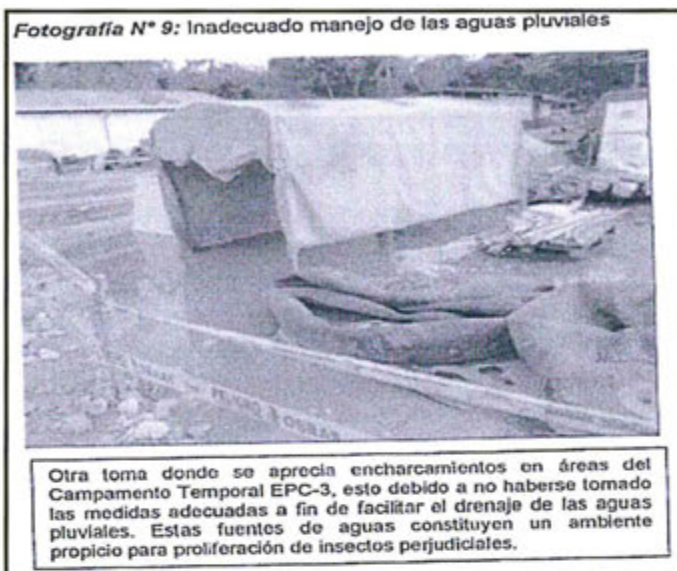 Fotografía N° 9: Inadecuado manejo de las aguas pluviales
Otra toma donde se aprecia encharcamientos en áreas del
Campamento Temporal EPC-3, esto debido a no haberse tomado
las medidas adecuadas a fin de facilitar el drenaje de las aguas
pluviales. Estas fuentes de aguas constituyen un ambiente
propicio para proliferación de insectos perjudiciales.